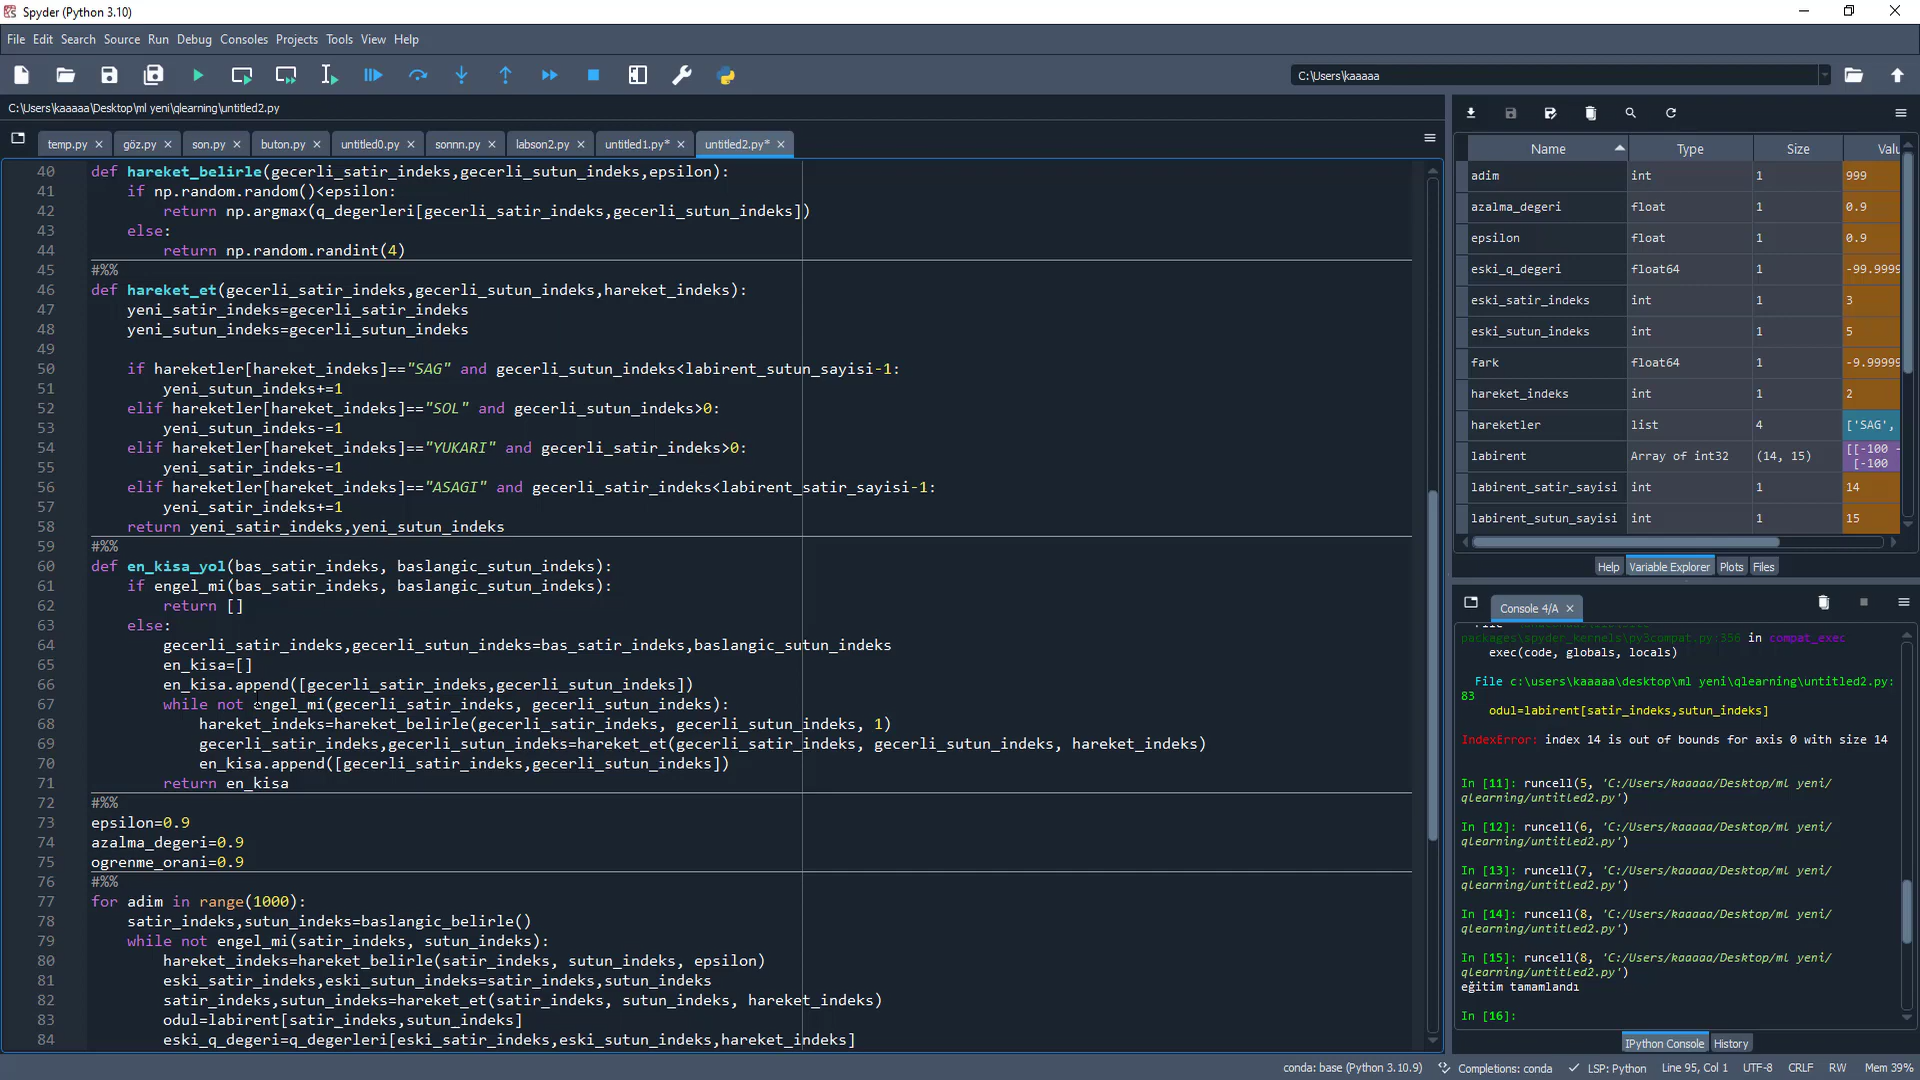 Spyder (Python 3.10)
File Edit Search Source Run Debug Consoles Projects Tools View Help
C:\Users\kaaaaa
C:\Users\kaaaaa\Desktop\ml yeni\qlearning\untitled2.py
temp.py göz.py son.py buton.py untitled0.py sonnn.py labson2.py untitled1.py* untitled2.py*
40 def hareket_belirle(gecerli_satir_indeks,gecerli_sutun_indeks,epsilon):
41 if np.random.random()<epsilon:
42 return np.argmax(q_degerleri[gecerli_satir_indeks,gecerli_sutun_indeks])
43 else:
44 return np.random.randint(4)
45 #%%
46 def hareket_et(gecerli_satir_indeks,gecerli_sutun_indeks,hareket_indeks):
47 yeni_satir_indeks=gecerli_satir_indeks
48 yeni_sutun_indeks=gecerli_sutun_indeks
49
50 if hareketler[hareket_indeks]=="SAG" and gecerli_sutun_indeks<labirent_sutun_sayisi-1:
51 yeni_sutun_indeks+=1
52 elif hareketler[hareket_indeks]=="SOL" and gecerli_sutun_indeks>0:
53 yeni_sutun_indeks-=1
54 elif hareketler[hareket_indeks]=="YUKARI" and gecerli_satir_indeks>0:
55 yeni_satir_indeks-=1
56 elif hareketler[hareket_indeks]=="ASAGI" and gecerli_satir_indeks<labirent_satir_sayisi-1:
57 yeni_satir_indeks+=1
58 return yeni_satir_indeks,yeni_sutun_indeks
59 #%%
60 def en_kisa_yol(bas_satir_indeks, baslangic_sutun_indeks):
61 if engel_mi(bas_satir_indeks, baslangic_sutun_indeks):
62 return []
63 else:
64 gecerli_satir_indeks,gecerli_sutun_indeks=bas_satir_indeks,baslangic_sutun_indeks
65 en_kisa=[]
66 en_kisa.append([gecerli_satir_indeks,gecerli_sutun_indeks])
67 while not engel_mi(gecerli_satir_indeks, gecerli_sutun_indeks):
68 hareket_indeks=hareket_belirle(gecerli_satir_indeks, gecerli_sutun_indeks, 1)
69 gecerli_satir_indeks,gecerli_sutun_indeks=hareket_et(gecerli_satir_indeks, gecerli_sutun_indeks, hareket_indeks)
70 en_kisa.append([gecerli_satir_indeks,gecerli_sutun_indeks])
71 return en_kisa
72 #%%
73 epsilon=0.9
74 azalma_degeri=0.9
75 ogrenme_orani=0.9
76 #%%
77 for adim in range(1000):
78 satir_indeks,sutun_indeks=baslangic_belirle()
79 while not engel_mi(satir_indeks, sutun_indeks):
80 hareket_indeks=hareket_belirle(satir_indeks, sutun_indeks, epsilon)
81 eski_satir_indeks,eski_sutun_indeks=satir_indeks,sutun_indeks
82 satir_indeks,sutun_indeks=hareket_et(satir_indeks, sutun_indeks, hareket_indeks)
83 odul=labirent[satir_indeks,sutun_indeks]
84 eski_q_degeri=q_degerleri[eski_satir_indeks,eski_sutun_indeks,hareket_indeks]
Name Type Size Valu
adim int 1 999
azalma_degeri float 1 0.9
epsilon float 1 0.9
eski_q_degeri float64 1 -99.9999
eski_satir_indeks int 1 3
eski_sutun_indeks int 1 5
fark float64 1 -9.99999
hareket_indeks int 1 2
hareketler list 4 ['SAG',
labirent Array of int32 (14, 15) [[-100 -
[-100
labirent_satir_sayisi int 1 14
labirent_sutun_sayisi int 1 15
Help Variable Explorer Plots Files
Console 4/A
packages\spyder_kernels\py3compat.py:356 in compat_exec
exec(code, globals, locals)
File c:\users\kaaaaa\desktop\ml yeni\qlearning\untitled2.py:
83
odul=labirent[satir_indeks,sutun_indeks]
IndexError: index 14 is out of bounds for axis 0 with size 14
In [11]: runcell(5, 'C:/Users/kaaaaa/Desktop/ml yeni/
qlearning/untitled2.py')
In [12]: runcell(6, 'C:/Users/kaaaaa/Desktop/ml yeni/
qlearning/untitled2.py')
In [13]: runcell(7, 'C:/Users/kaaaaa/Desktop/ml yeni/
qlearning/untitled2.py')
In [14]: runcell(8, 'C:/Users/kaaaaa/Desktop/ml yeni/
qlearning/untitled2.py')
In [15]: runcell(8, 'C:/Users/kaaaaa/Desktop/ml yeni/
qlearning/untitled2.py')
eğitim tamamlandı
In [16]:
IPython Console History
conda: base (Python 3.10.9) Completions: conda LSP: Python Line 95, Col 1 UTF-8 CRLF RW Mem 39%